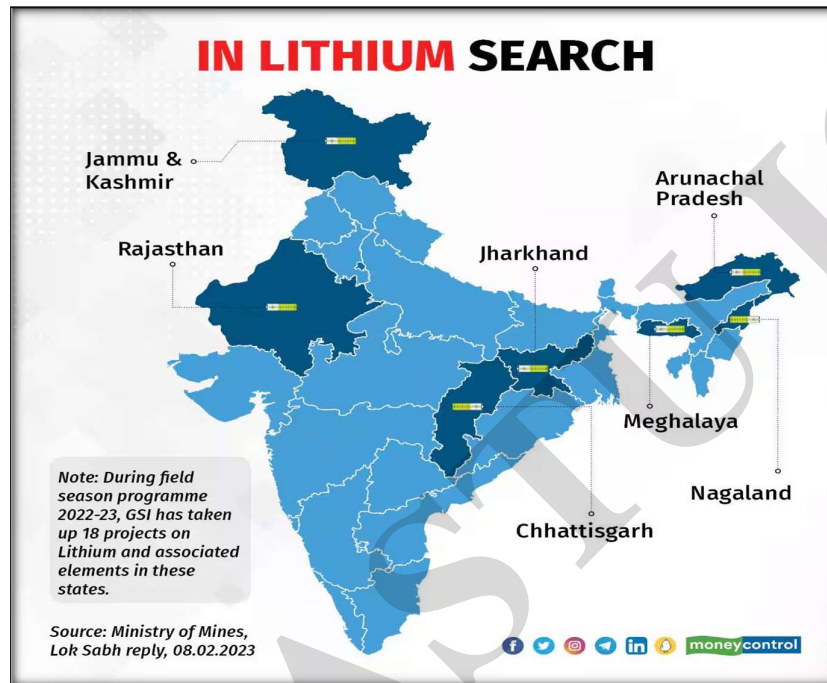 IN LITHIUM SEARCH
Jammu &
Kashmir
Arunachal
Pradesh
Rajasthan
Jharkhand
Meghalaya
Nagaland
Chhattisgarh
Note: During field
season programme
2022-23, GSI has taken
up 18 projects on
Lithium and associated
elements in these
states.
Source: Ministry of Mines,
Lok Sabh reply, 08.02.2023
moneycontrol